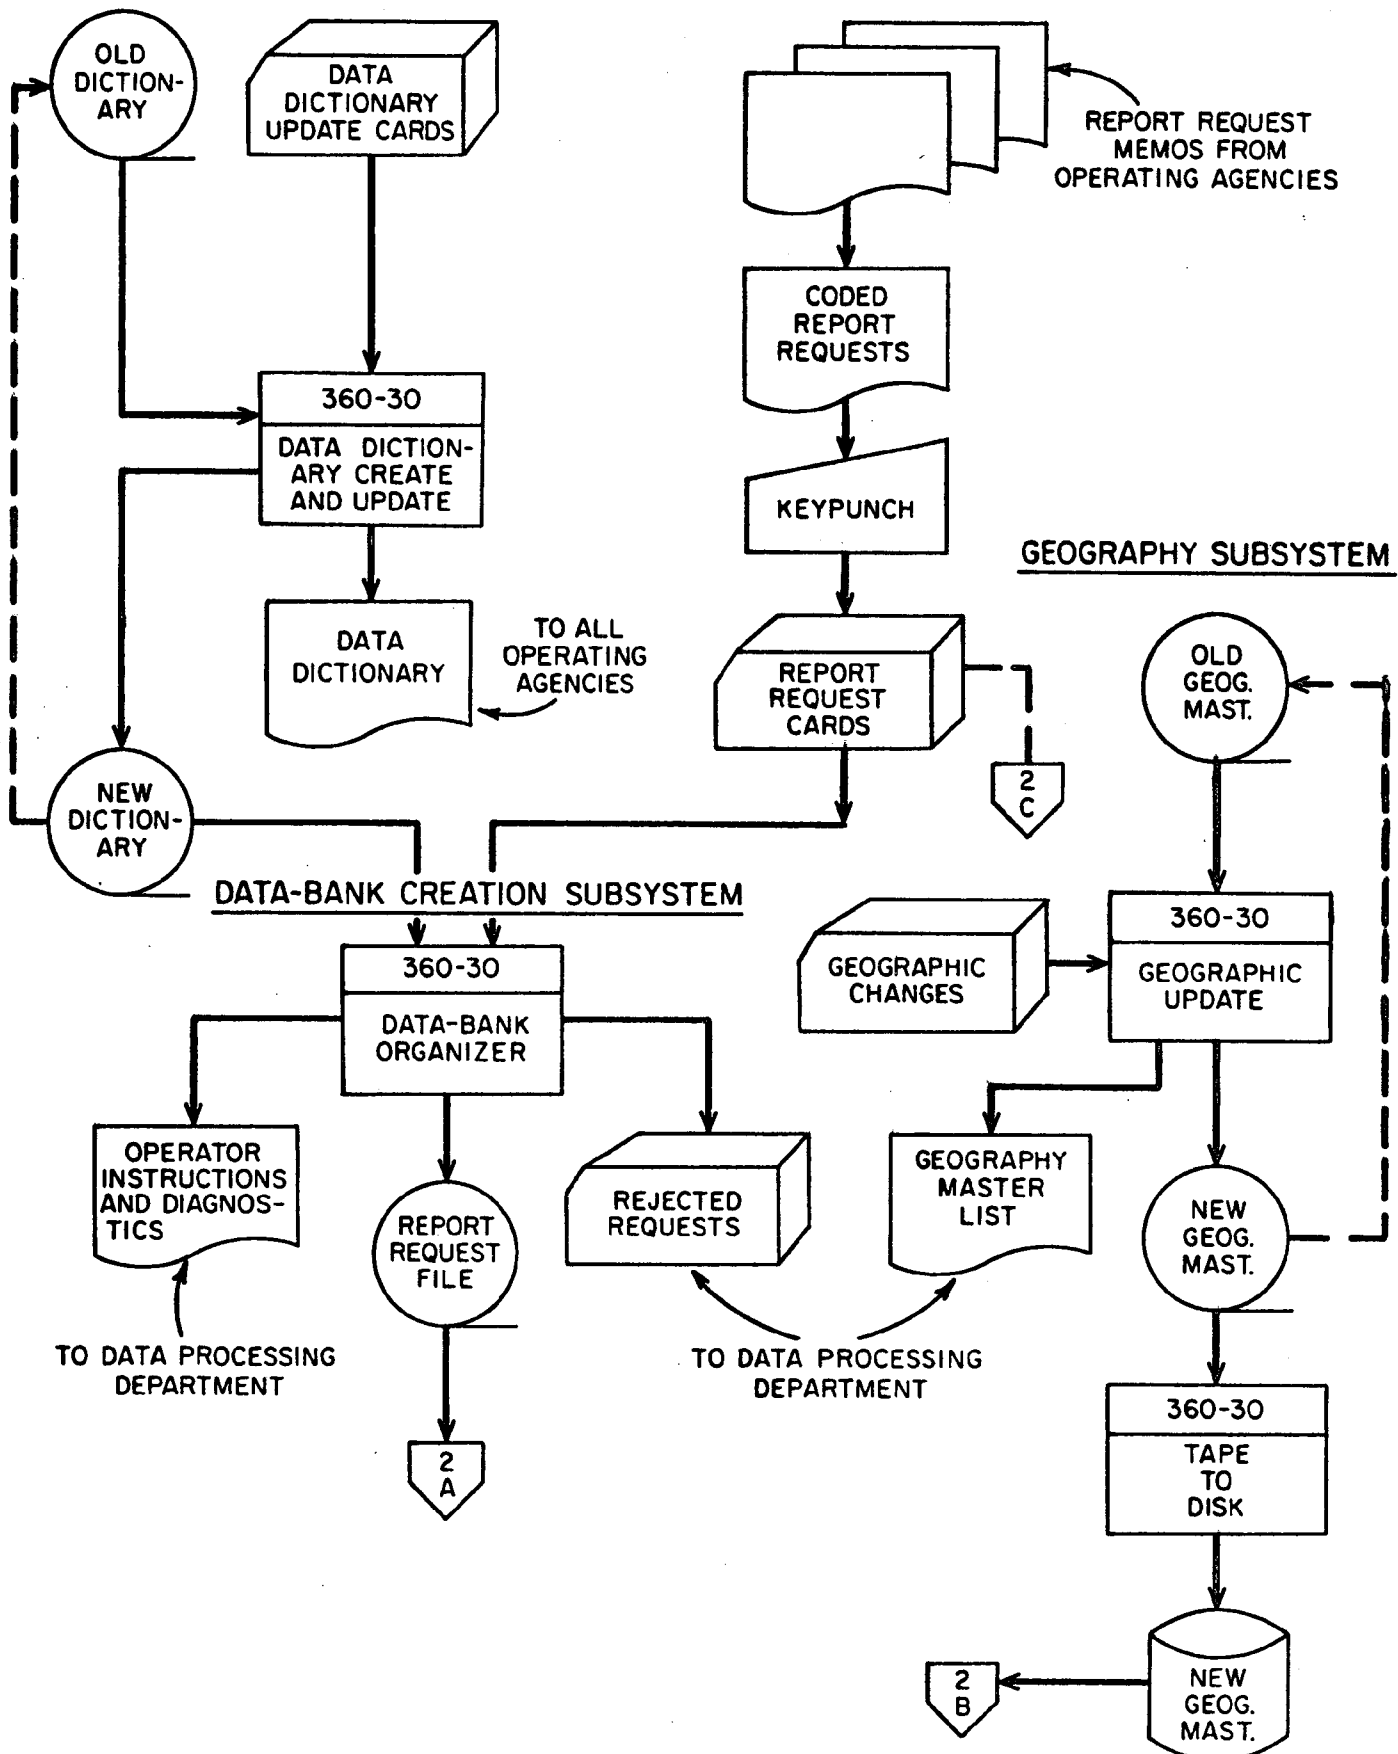 OLD
DICTION-
ARY
DATA
DICTIONARY
UPDATE CARDS
REPORT REQUEST
MEMOS FROM
OPERATING AGENCIES
CODED
REPORT
REQUESTS
360-30
DATA DICTION-
ARY CREATE
AND UPDATE
KEYPUNCH
GEOGRAPHY SUBSYSTEM
DATA
DICTIONARY
TO ALL
OPERATING
AGENCIES
REPORT
REQUEST
CARDS
2
C
OLD
GEOG.
MAST.
NEW
DICTION-
ARY
DATA-BANK CREATION SUBSYSTEM
360-30
DATA-BANK
ORGANIZER
GEOGRAPHIC
CHANGES
360-30
GEOGRAPHIC
UPDATE
OPERATOR
INSTRUCTIONS
AND DIAGNOS-
TICS
REPORT
REQUEST
FILE
REJECTED
REQUESTS
GEOGRAPHY
MASTER
LIST
NEW
GEOG.
MAST.
TO DATA PROCESSING
DEPARTMENT
TO DATA PROCESSING
DEPARTMENT
2
A
360-30
TAPE
TO
DISK
2
B
NEW
GEOG.
MAST.